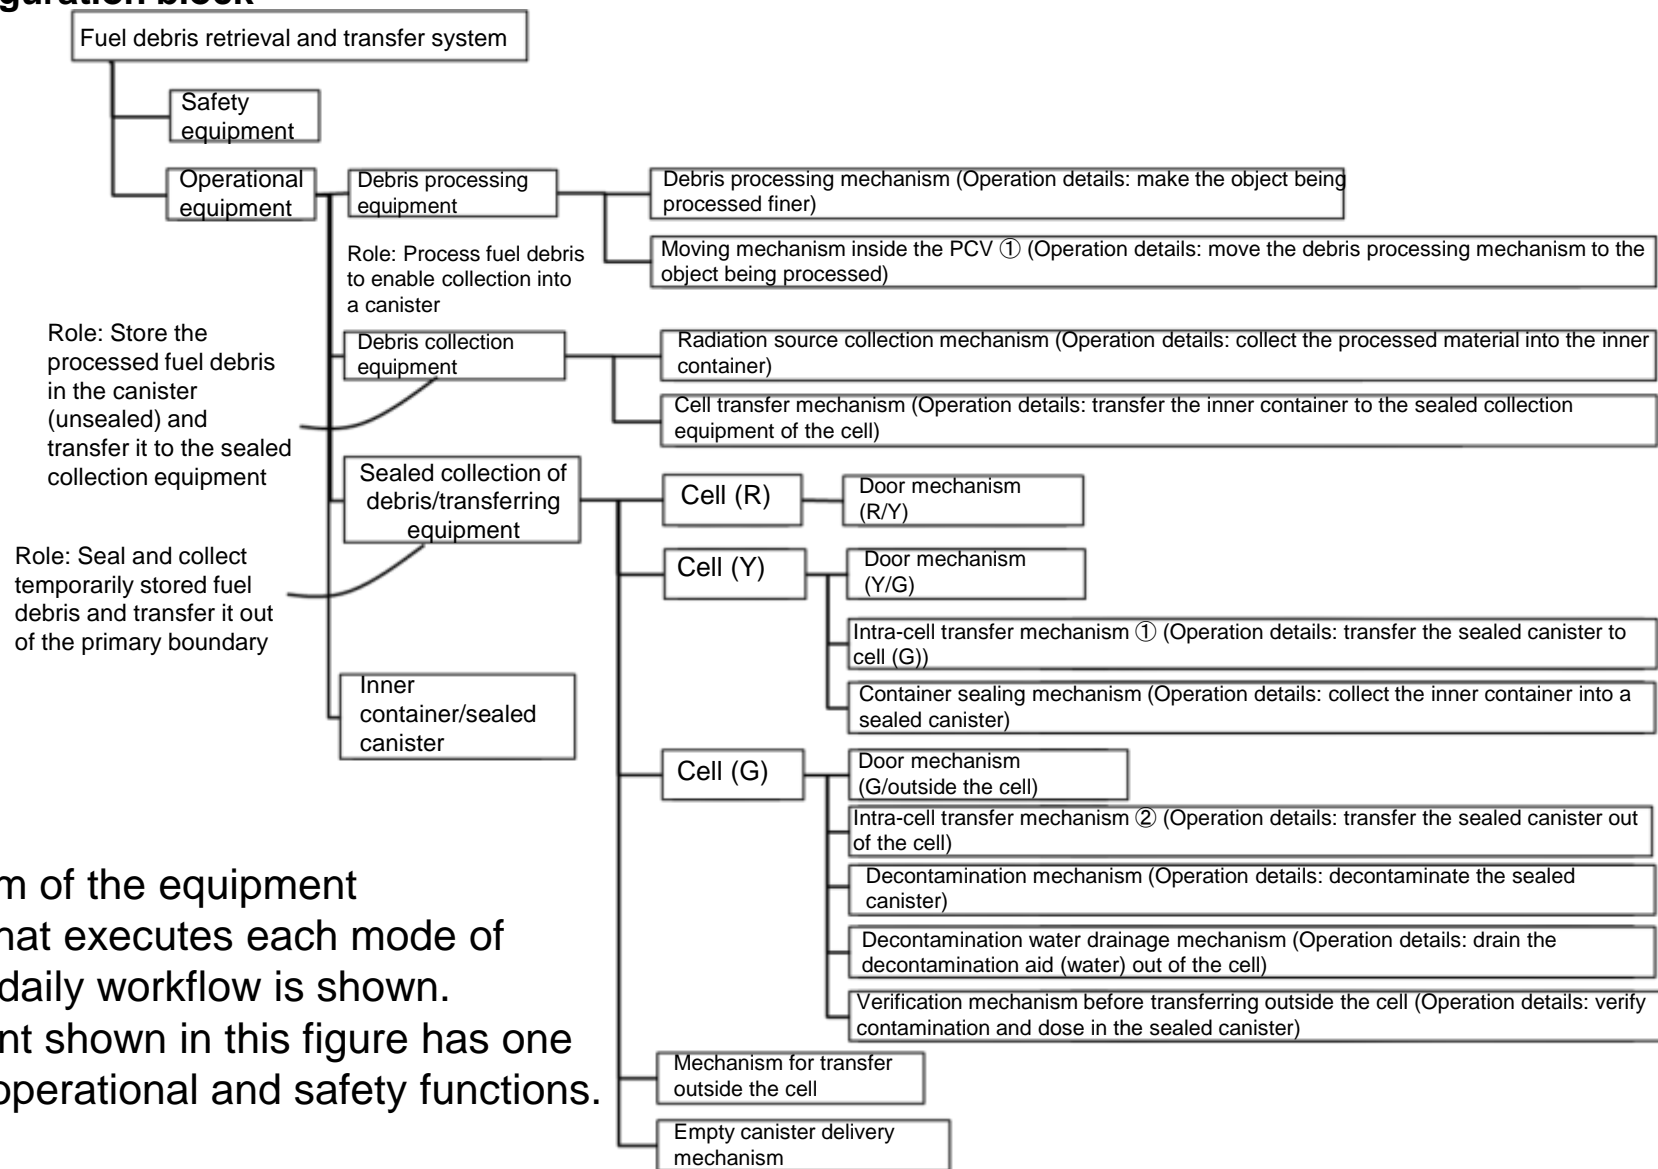 guration block
Fuel debris retrieval and transfer system
Safety
equipment
Operational
equipment
Debris processing
equipment
Debris processing mechanism (Operation details: make the object being
processed finer)
Moving mechanism inside the PCV ① (Operation details: move the debris processing mechanism to the
object being processed)
Role: Process fuel debris
to enable collection into
a canister
Role: Store the
processed fuel debris
in the canister
(unsealed) and
transfer it to the sealed
collection equipment
Debris collection
equipment
Radiation source collection mechanism (Operation details: collect the processed material into the inner
container)
Cell transfer mechanism (Operation details: transfer the inner container to the sealed collection
equipment of the cell)
Sealed collection of
debris/transferring
equipment
Role: Seal and collect
temporarily stored fuel
debris and transfer it out
of the primary boundary
Cell (R)
Door mechanism
(R/Y)
Cell (Y)
Door mechanism
(Y/G)
Intra-cell transfer mechanism ① (Operation details: transfer the sealed canister to
cell (G))
Container sealing mechanism (Operation details: collect the inner container into a
sealed canister)
Inner
container/sealed
canister
Cell (G)
Door mechanism
(G/outside the cell)
Intra-cell transfer mechanism ② (Operation details: transfer the sealed canister out
of the cell)
Decontamination mechanism (Operation details: decontaminate the sealed
canister)
Decontamination water drainage mechanism (Operation details: drain the
decontamination aid (water) out of the cell)
Verification mechanism before transferring outside the cell (Operation details: verify
contamination and dose in the sealed canister)
Mechanism for transfer
outside the cell
Empty canister delivery
mechanism
m of the equipment
hat executes each mode of
daily workflow is shown.
nt shown in this figure has one
operational and safety functions.